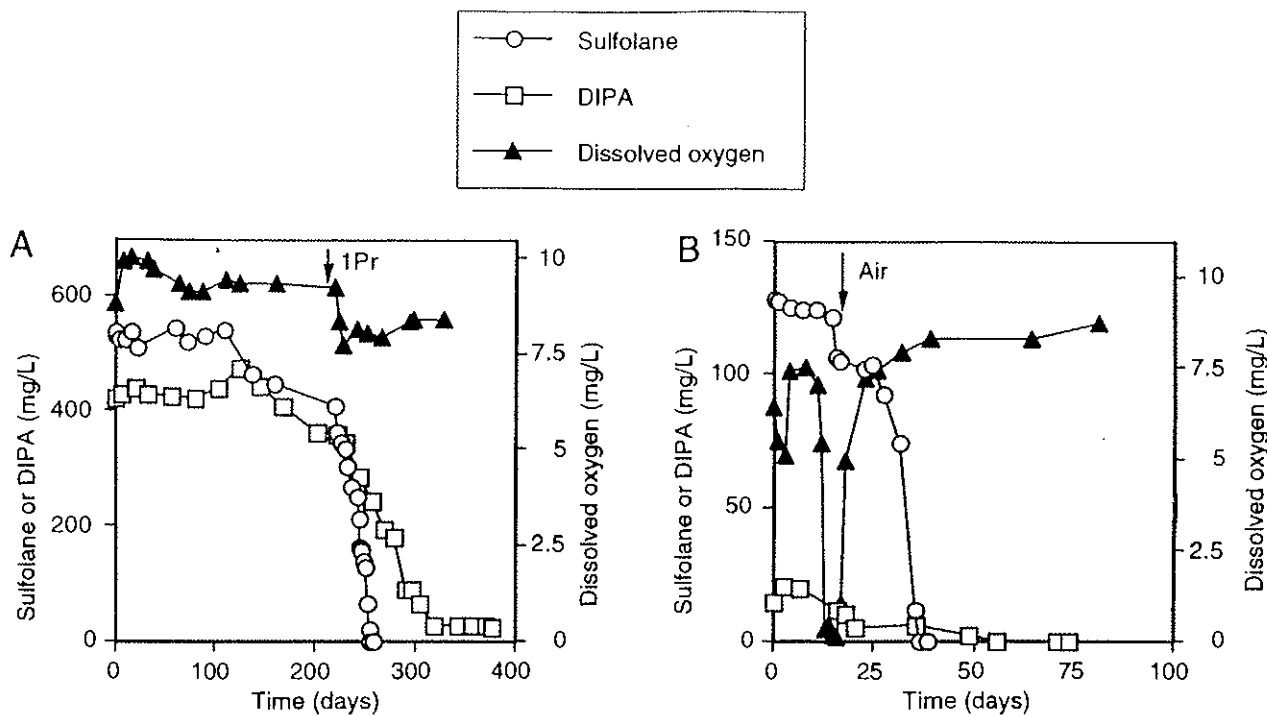 Sulfolane
DIPA
Dissolved oxygen
A
Sulfolane or DIPA (mg/L)
600
400
200
0
1Pr
10
7.5
5
2.5
0
Dissolved oxygen (mg/L)
0 100 200 300 400
Time (days)
B
Sulfolane or DIPA (mg/L)
150
100
50
0
Air
10
7.5
5
2.5
0
Dissolved oxygen (mg/L)
0 25 50 75 100
Time (days)